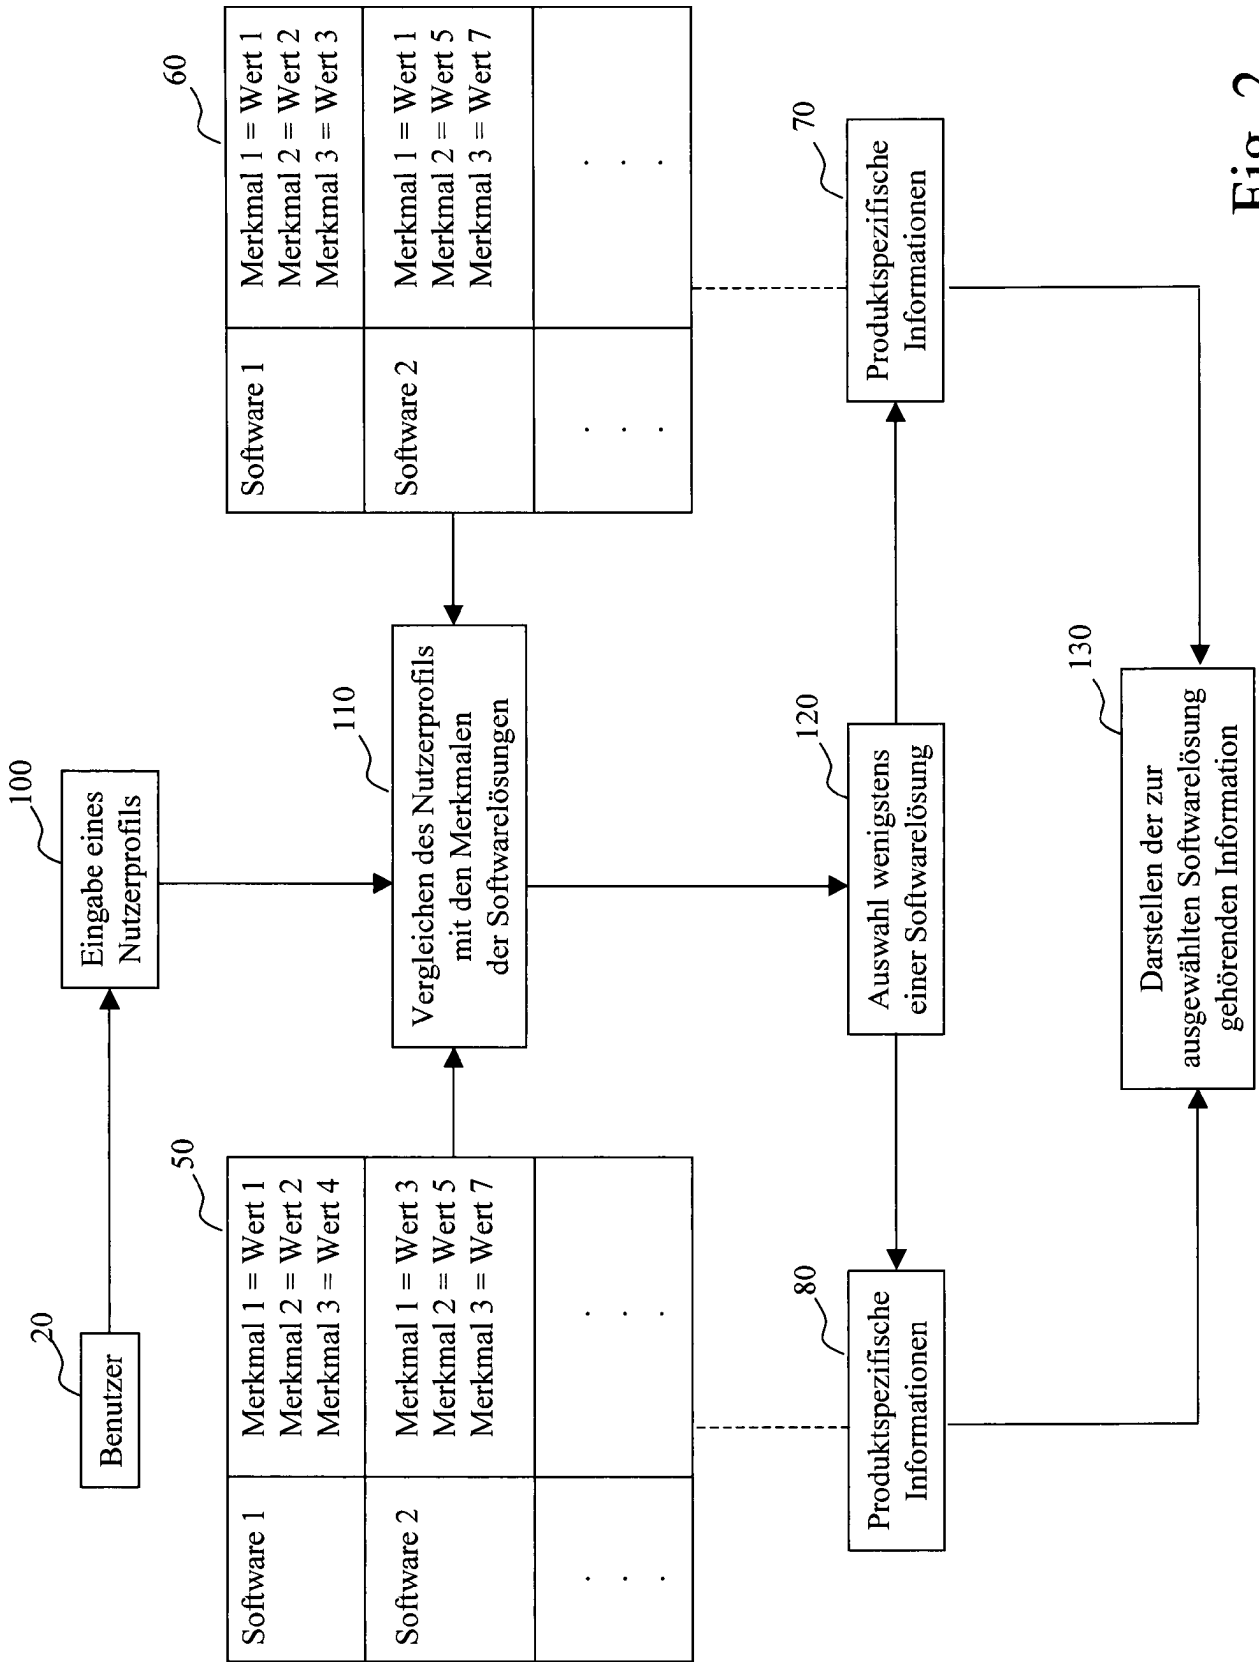 20
Benutzer
100
Eingabe eines
Nutzerprofils
50
Software 1
Merkmal 1 = Wert 1
Merkmal 2 = Wert 2
Merkmal 3 = Wert 4
Software 2
Merkmal 1 = Wert 3
Merkmal 2 = Wert 5
Merkmal 3 = Wert 7
. . .
. . .
110
Vergleichen des Nutzerprofils
mit den Merkmalen
der Softwarelösungen
60
Software 1
Merkmal 1 = Wert 1
Merkmal 2 = Wert 2
Merkmal 3 = Wert 3
Software 2
Merkmal 1 = Wert 1
Merkmal 2 = Wert 5
Merkmal 3 = Wert 7
. . .
. . .
80
Produktspezifische
Informationen
120
Auswahl wenigstens
einer Softwarelösung
70
Produktspezifische
Informationen
130
Darstellen der zur
ausgewählten Softwarelösung
gehörenden Information
Fig. 2